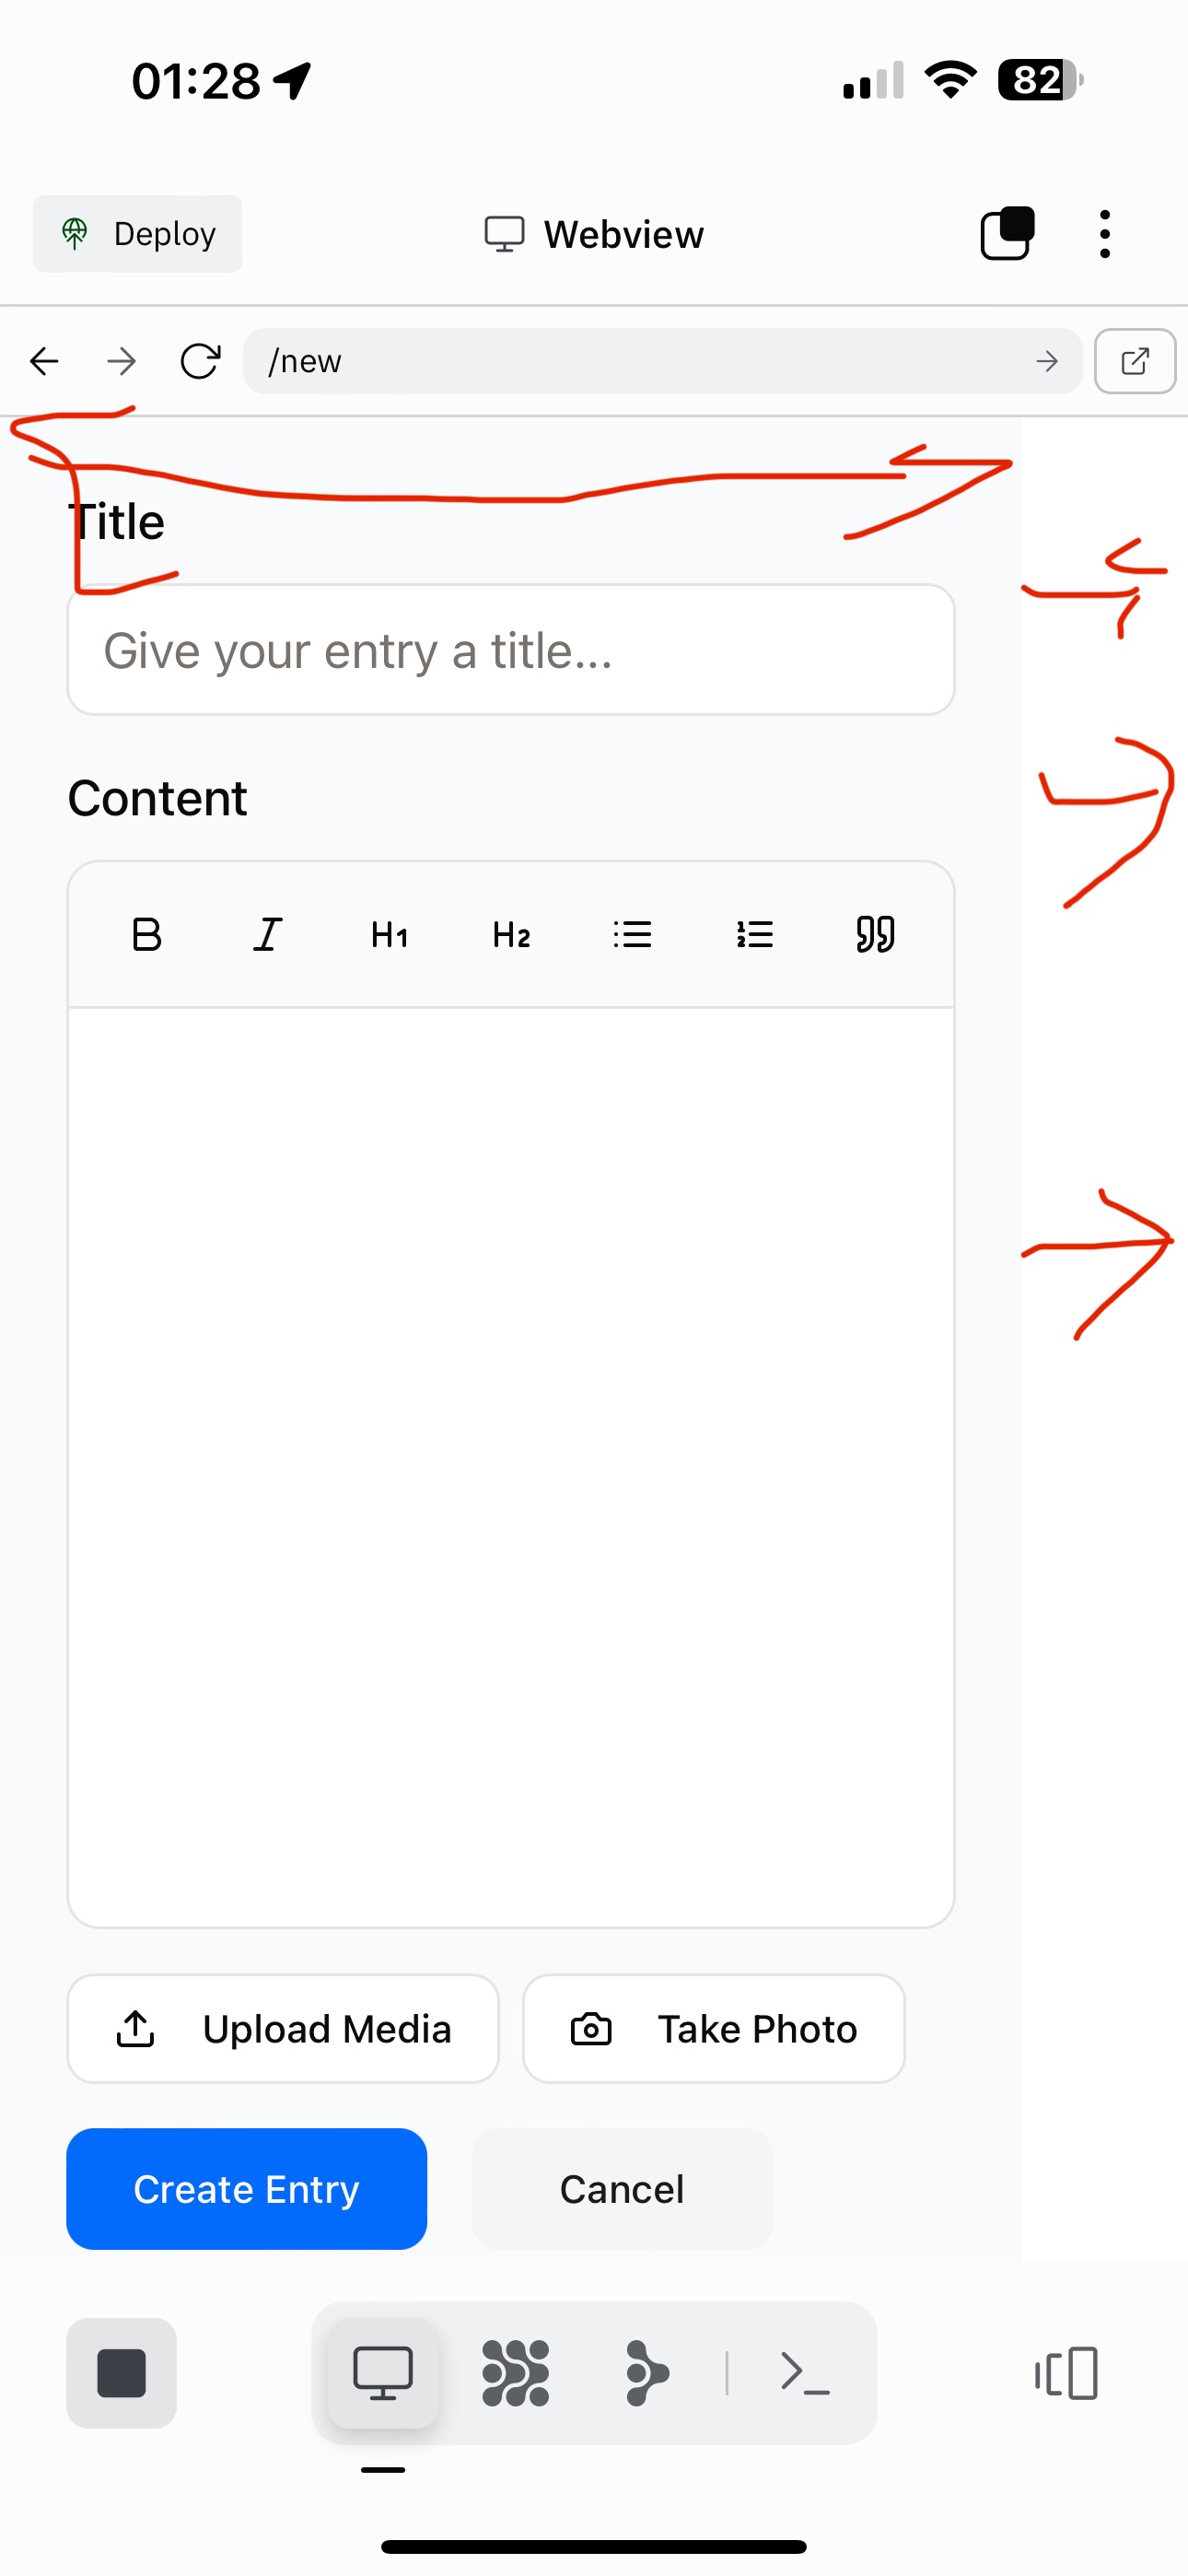 01:28
82
Deploy
Webview
/new
Title
Give your entry a title...
Content
B I H1 H2
Upload Media
Take Photo
Create Entry
Cancel